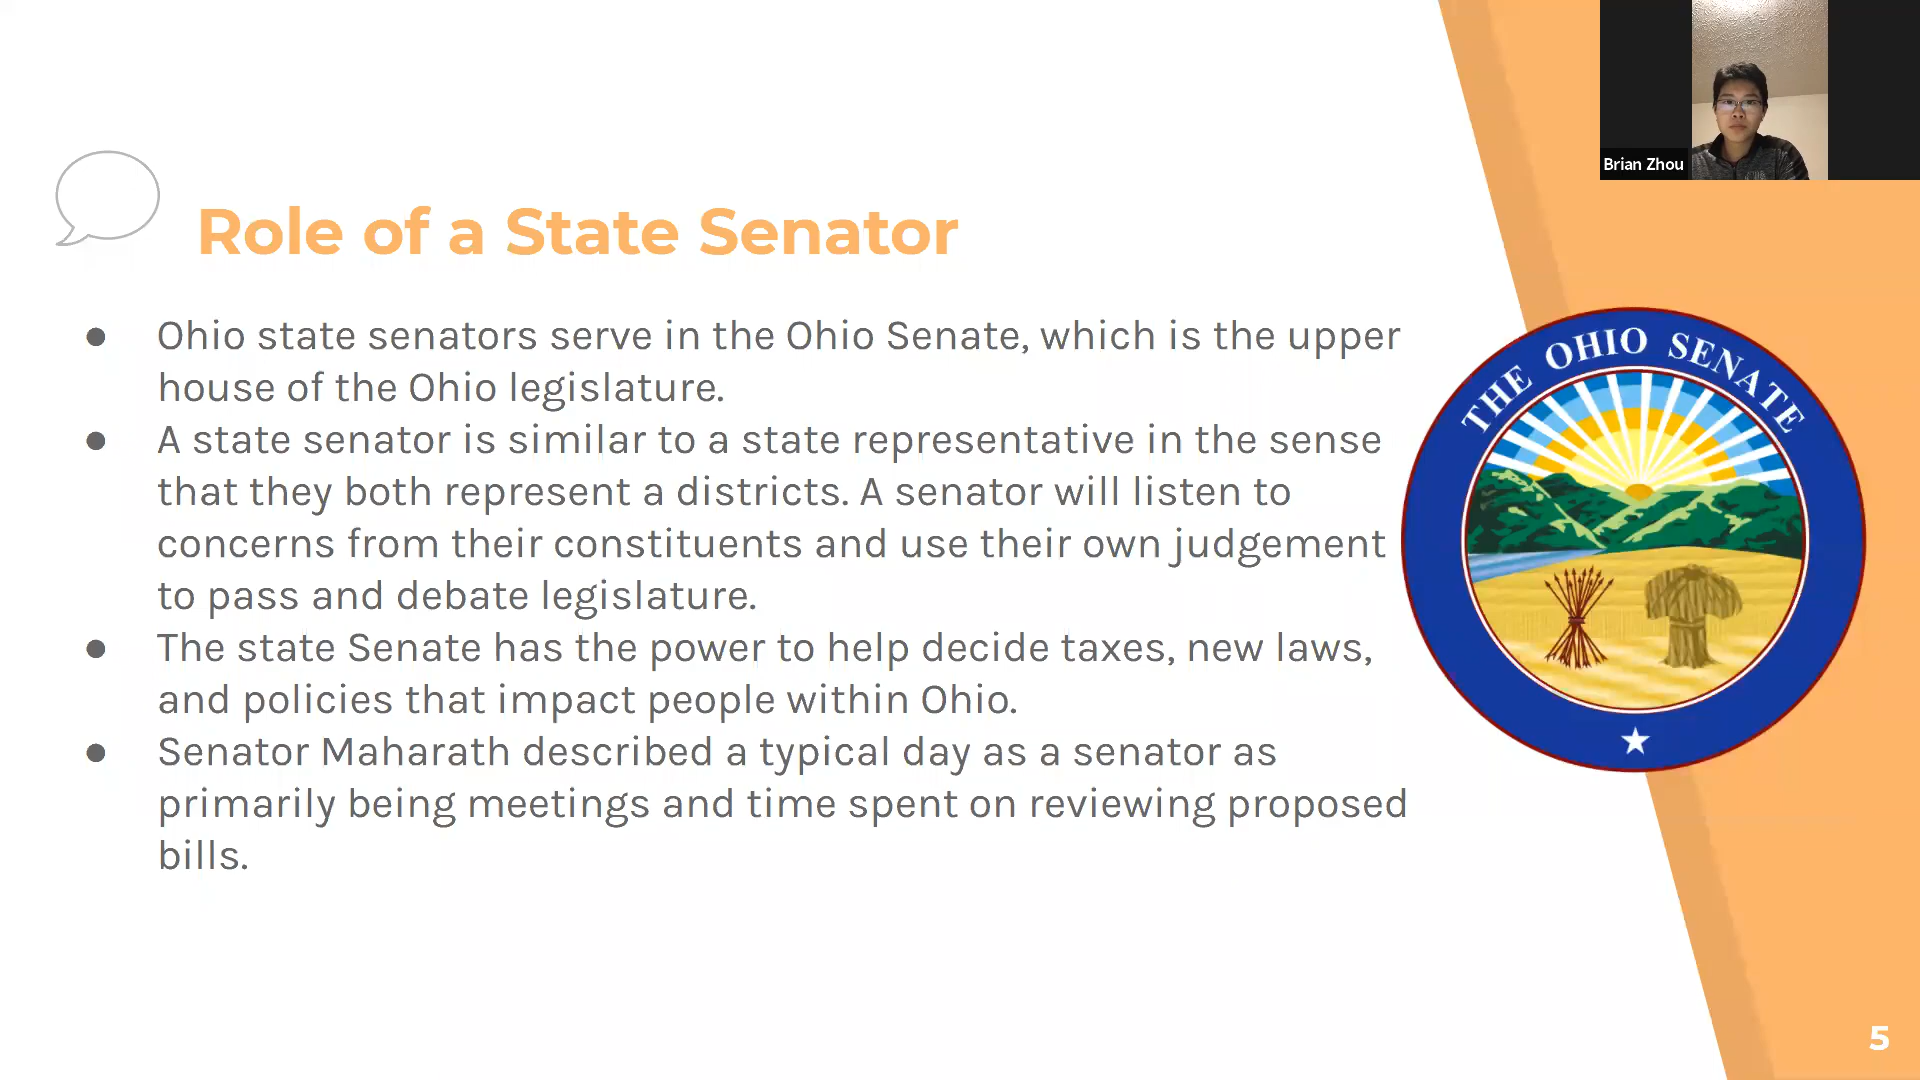 Brian Zhou
Role of a State Senator
● Ohio state senators serve in the Ohio Senate, which is the upper
house of the Ohio legislature.
● A state senator is similar to a state representative in the sense
that they both represent a districts. A senator will listen to
concerns from their constituents and use their own judgement
to pass and debate legislature.
● The state Senate has the power to help decide taxes, new laws,
and policies that impact people within Ohio.
● Senator Maharath described a typical day as a senator as
primarily being meetings and time spent on reviewing proposed
bills.
THE OHIO SENATE
5